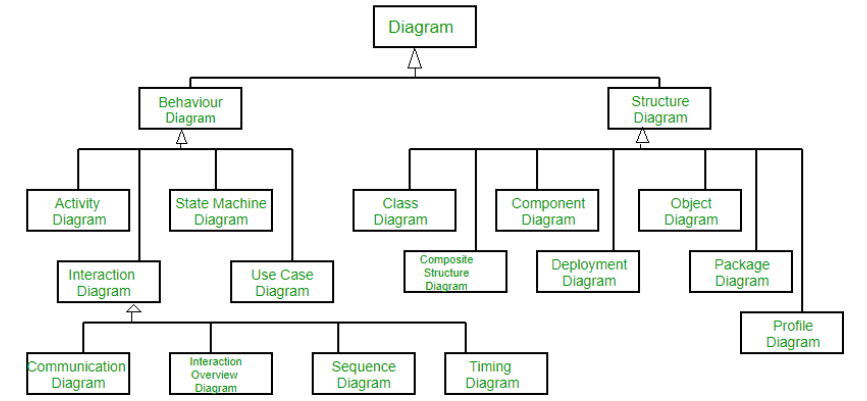 Diagram
Behaviour
Diagram
Structure
Diagram
Activity
Diagram
State Machine
Diagram
Class
Diagram
Component
Diagram
Object
Diagram
Interaction
Diagram
Use Case
Diagram
Composite
Structure
Diagram
Deployment
Diagram
Package
Diagram
Profile
Diagram
Communication
Diagram
Interaction
Overview
Diagram
Sequence
Diagram
Timing
Diagram